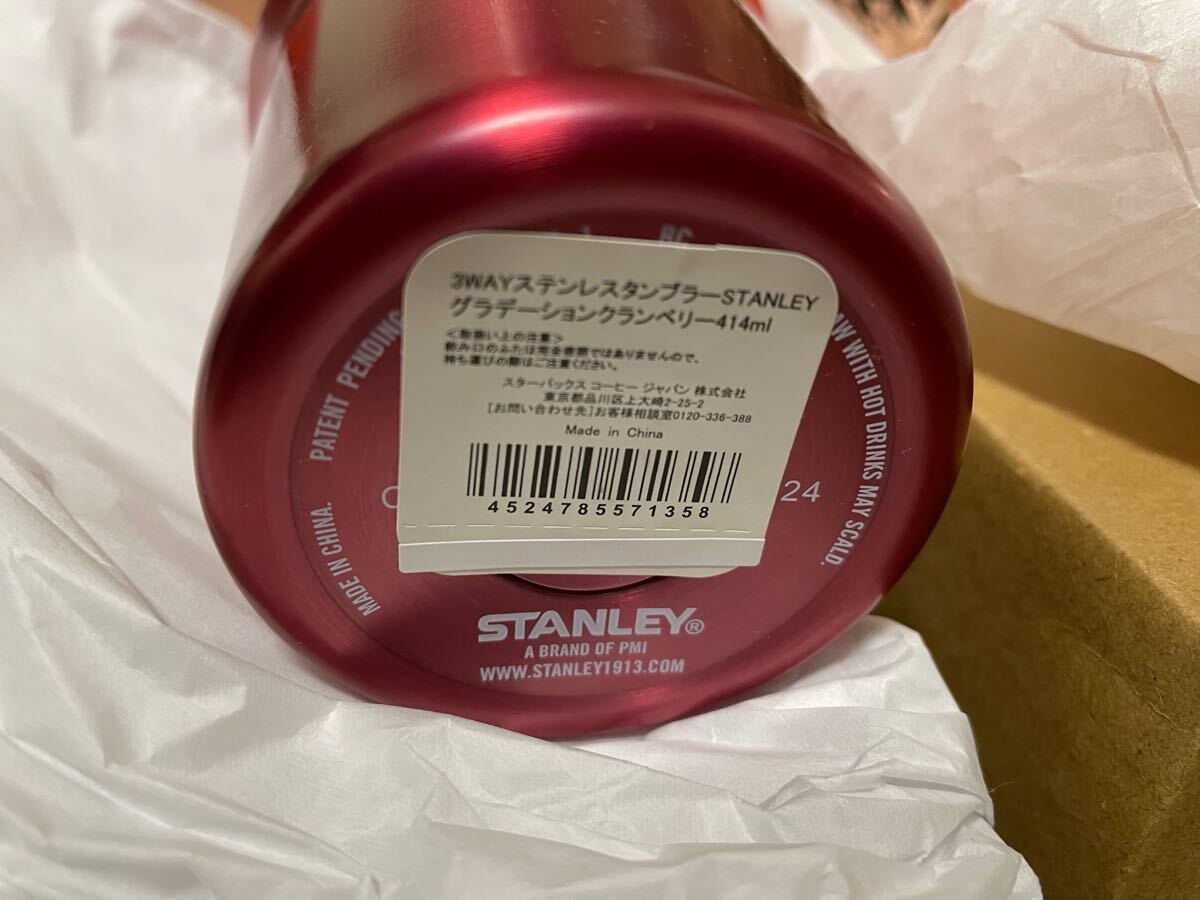 3WAYステンレスタンブラーSTANLEY
グラデーションクランベリー414ml
<取扱い上の注意>
飲み口のふたは完全密閉ではありませんので、
持ち運びの際はご注意ください。
スターバックス コーヒー ジャパン 株式会社
東京都品川区上大崎2-25-2
[お問い合わせ先]お客様相談室0120-336-388
Made in China
4524785571358
MADE IN CHINA. PATENT PENDING
WITH HOT DRINKS MAY SCALD.
24
STANLEY®
A BRAND OF PMI
WWW.STANLEY1913.COM